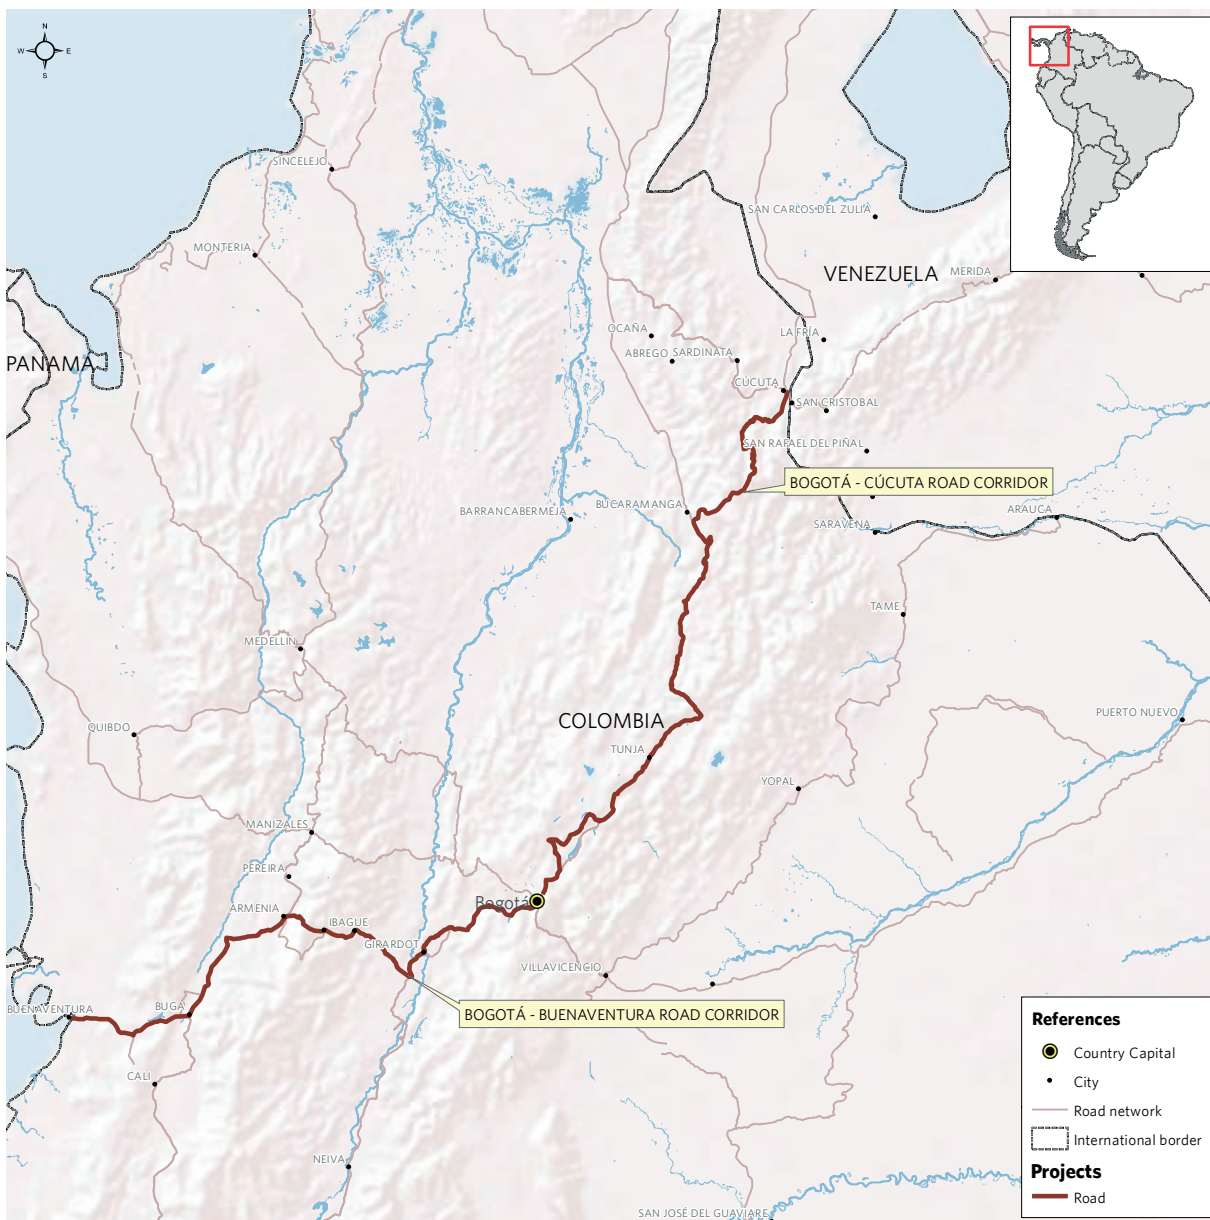 N
W
E
S
SINCELEJO
MONTERIA
SAN CARLOS DEL ZULIA
VENEZUELA
MERIDA
PANAMÁ
OCAÑA
LA FRÍA
ABREGO
SARDINATA
CÚCUTA
SAN CRISTOBAL
SAN RAFAEL DEL PIÑAL
BOGOTÁ - CÚCUTA ROAD CORRIDOR
BARRANCABERMEJA
BUCARAMANGA
ARAUCA
SARAVENA
TAME
MEDELLIN
QUIBDO
COLOMBIA
PUERTO NUEVO
TUNJA
YOPAL
MANIZALES
PEREIRA
Bogotá
ARMENIA
IBAGUE
GIRARDOT
VILLAVICENCIO
BUENAVENTURA
BUGA
BOGOTÁ - BUENAVENTURA ROAD CORRIDOR
CALI
NEIVA
SAN JOSÉ DEL GUAVIARE
References
Country Capital
City
Road network
International border
Projects
Road